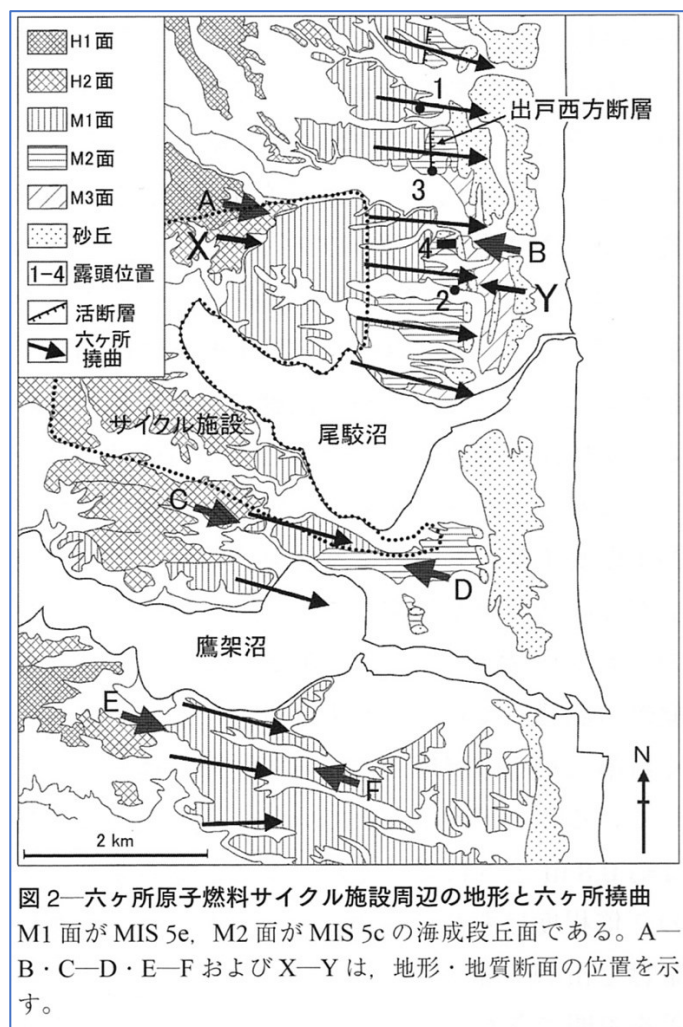 H1面
H2面
M1面
M2面
M3面
砂丘
1-4 露頭位置
活断層
六ヶ所
撓曲
1
出戸西方断層
3
A
X
4
B
2
Y
サイクル施設
尾駮沼
C
D
鷹架沼
E
F
N
2 km
図2―六ヶ所原子燃料サイクル施設周辺の地形と六ヶ所撓曲
M1面がMIS 5e，M2面がMIS 5cの海成段丘面である。A―
B・C―D・E―FおよびX―Yは，地形・地質断面の位置を示
す。